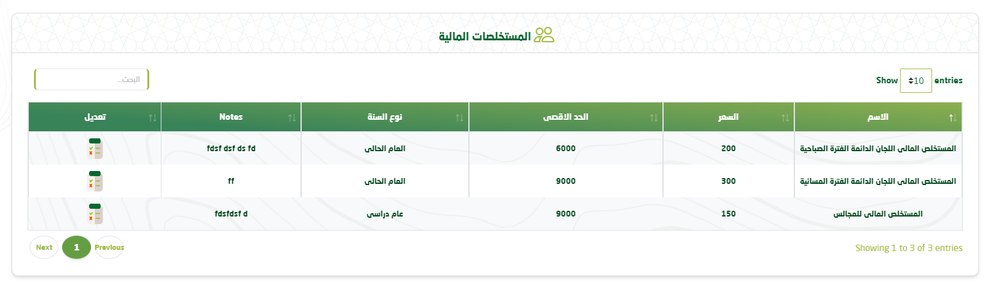 المستخلصات المالية
Show 10 entries
البحث...
الاسم السعر الحد الاقصى نوع السنة Notes تعديل
المستخلص المالى اللجان الدائمة الفترة الصباحية 200 6000 العام الحالى fdsf dsf ds fd
المستخلص المالى اللجان الدائمة الفترة المسائية 300 9000 العام الحالى ff
المستخلص المالى للمجالس 150 9000 عام دراسى fdsfdsf d
Showing 1 to 3 of 3 entries
Previous 1 Next